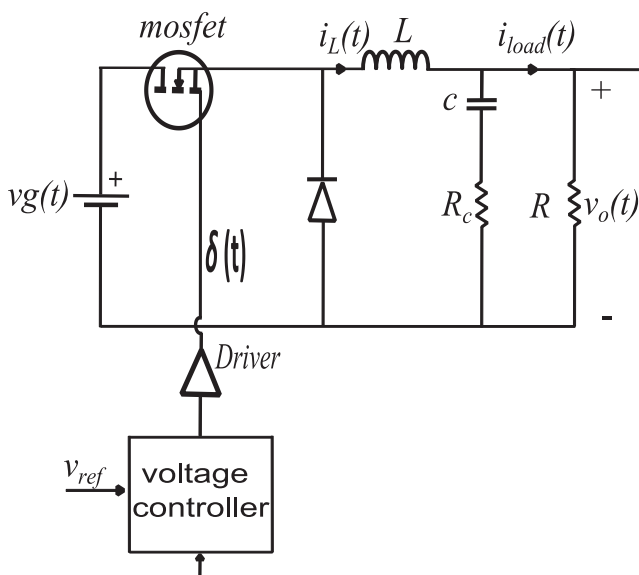 mosfet
i_L(t)
L
i_load(t)
+
c
vg(t)
+
R_c
R
v_o(t)
δ(t)
-
Driver
v_ref
voltage
controller